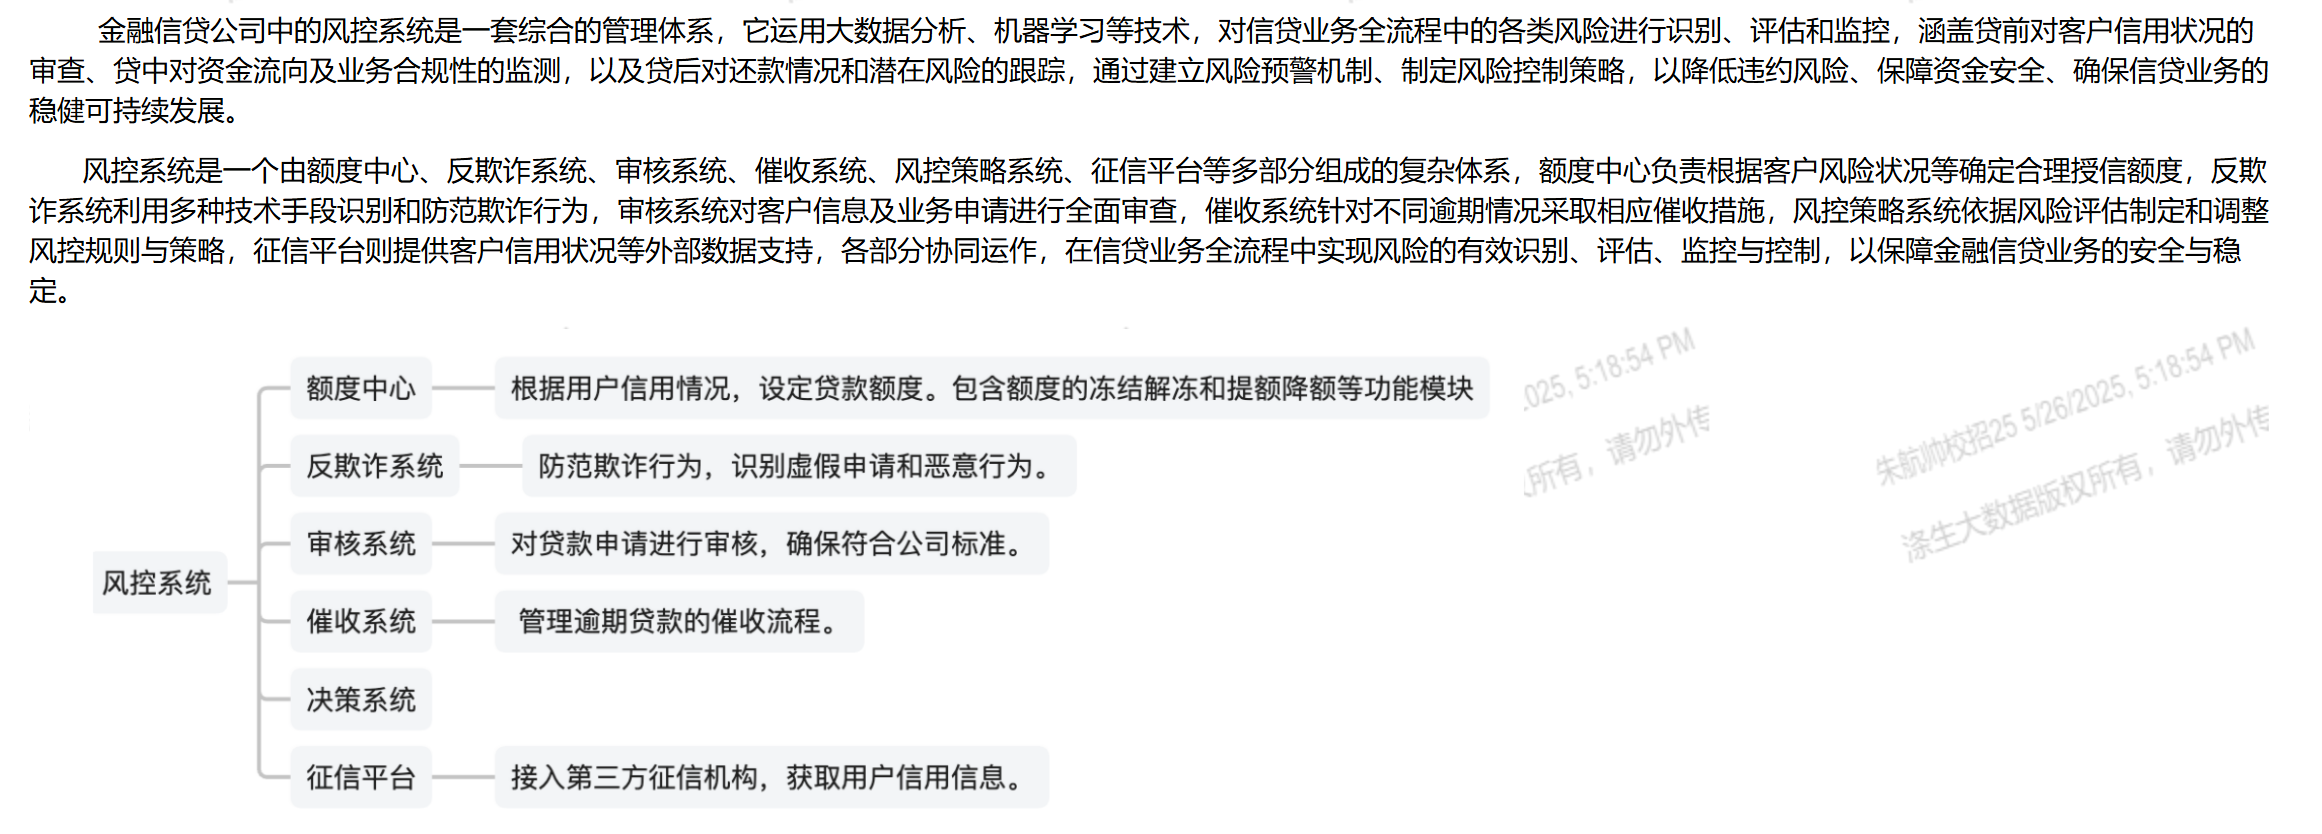 金融信贷公司中的风控系统是一套综合的管理体系，它运用大数据分析、机器学习等技术，对信贷业务全流程中的各类风险进行识别、评估和监控，涵盖贷前对客户信用状况的
审查、贷中对资金流向及业务合规性的监测，以及贷后对还款情况和潜在风险的跟踪，通过建立风险预警机制、制定风险控制策略，以降低违约风险、保障资金安全、确保信贷业务的
稳健可持续发展。
风控系统是一个由额度中心、反欺诈系统、审核系统、催收系统、风控策略系统、征信平台等多部分组成的复杂体系，额度中心负责根据客户风险状况等确定合理授信额度，反欺
诈系统利用多种技术手段识别和防范欺诈行为，审核系统对客户信息及业务申请进行全面审查，催收系统针对不同逾期情况采取相应催收措施，风控策略系统依据风险评估制定和调整
风控规则与策略，征信平台则提供客户信用状况等外部数据支持，各部分协同运作，在信贷业务全流程中实现风险的有效识别、评估、监控与控制，以保障金融信贷业务的安全与稳
定。
风控系统
额度中心
根据用户信用情况，设定贷款额度。包含额度的冻结解冻和提额降额等功能模块
反欺诈系统
防范欺诈行为，识别虚假申请和恶意行为。
审核系统
对贷款申请进行审核，确保符合公司标准。
催收系统
管理逾期贷款的催收流程。
决策系统
征信平台
接入第三方征信机构，获取用户信用信息。
025, 5:18:54 PM
所有，请勿外传
朱航帅校招25 5/26/2025, 5:18:54 PM
涤生大数据版权所有，请勿外传